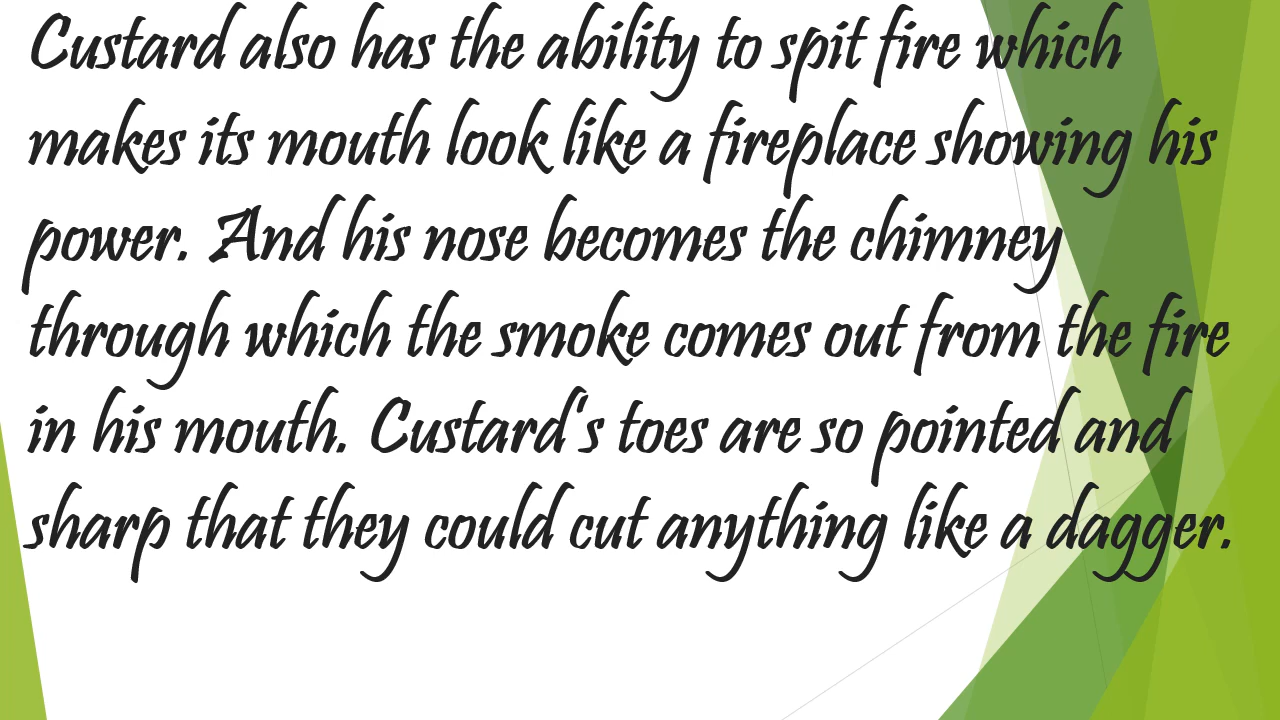 Custard also has the ability to spit fire which
makes its mouth look like a fireplace showing his
power. And his nose becomes the chimney
through which the smoke comes out from the fire
in his mouth. Custard's toes are so pointed and
sharp that they could cut anything like a dagger.